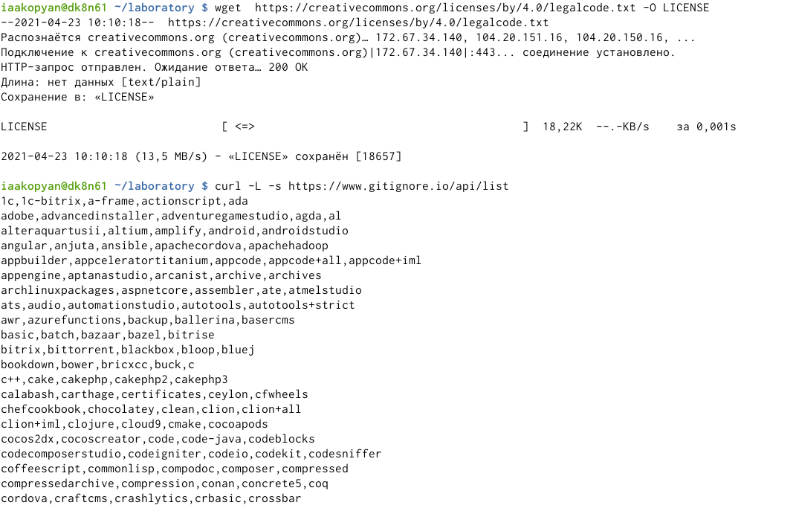 iaakopyan@dk8n61 ~/laboratory $ wget  https://creativecommons.org/licenses/by/4.0/legalcode.txt -O LICENSE
--2021-04-23 10:10:18--  https://creativecommons.org/licenses/by/4.0/legalcode.txt
Распознаётся creativecommons.org (creativecommons.org)… 172.67.34.140, 104.20.151.16, 104.20.150.16, ...
Подключение к creativecommons.org (creativecommons.org)|172.67.34.140|:443... соединение установлено.
HTTP-запрос отправлен. Ожидание ответа… 200 OK
Длина: нет данных [text/plain]
Сохранение в: «LICENSE»
LICENSE                         [ <=>                                      ]  18,22K  --.-KB/s    за 0,001s
2021-04-23 10:10:18 (13,5 MB/s) - «LICENSE» сохранён [18657]
iaakopyan@dk8n61 ~/laboratory $ curl -L -s https://www.gitignore.io/api/list
1c,1c-bitrix,a-frame,actionscript,ada
adobe,advancedinstaller,adventuregamestudio,agda,al
alteraquartusii,altium,amplify,android,androidstudio
angular,anjuta,ansible,apachecordova,apachehadoop
appbuilder,appceleratortitanium,appcode,appcode+all,appcode+iml
appengine,aptanastudio,arcanist,archive,archives
archlinuxpackages,aspnetcore,assembler,ate,atmelstudio
ats,audio,automationstudio,autotools,autotools+strict
awr,azurefunctions,backup,ballerina,basercms
basic,batch,bazaar,bazel,bitrise
bitrix,bittorrent,blackbox,bloop,bluej
bookdown,bower,bricxcc,buck,c
c++,cake,cakephp,cakephp2,cakephp3
calabash,carthage,certificates,ceylon,cfwheels
chefcookbook,chocolatey,clean,clion,clion+all
clion+iml,clojure,cloud9,cmake,cocoapods
cocos2dx,cocoscreator,code,code-java,codeblocks
codecomposerstudio,codeigniter,codeio,codekit,codesniffer
coffeescript,commonlisp,compodoc,composer,compressed
compressedarchive,compression,conan,concrete5,coq
cordova,craftcms,crashlytics,crbasic,crossbar